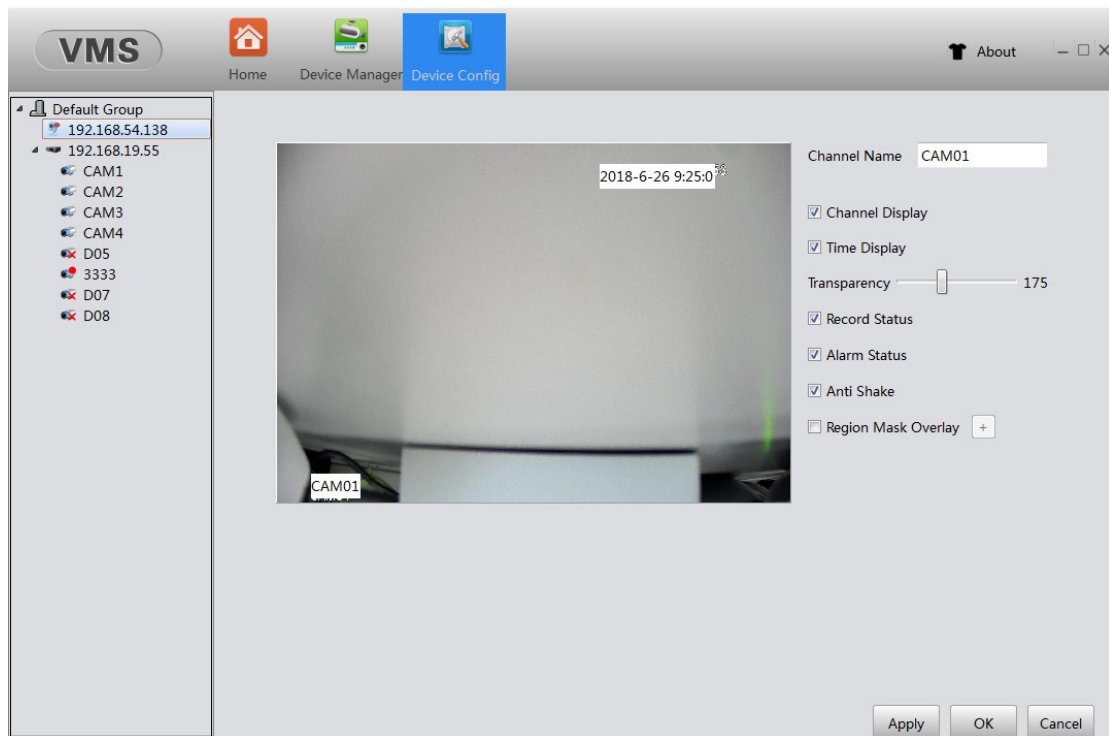 VMS
Home
Device Manager
Device Config
About
Default Group
192.168.54.138
192.168.19.55
CAM1
CAM2
CAM3
CAM4
D05
3333
D07
D08
2018-6-26 9:25:0
CAM01
Channel Name CAM01
Channel Display
Time Display
Transparency 175
Record Status
Alarm Status
Anti Shake
Region Mask Overlay +
Apply OK Cancel